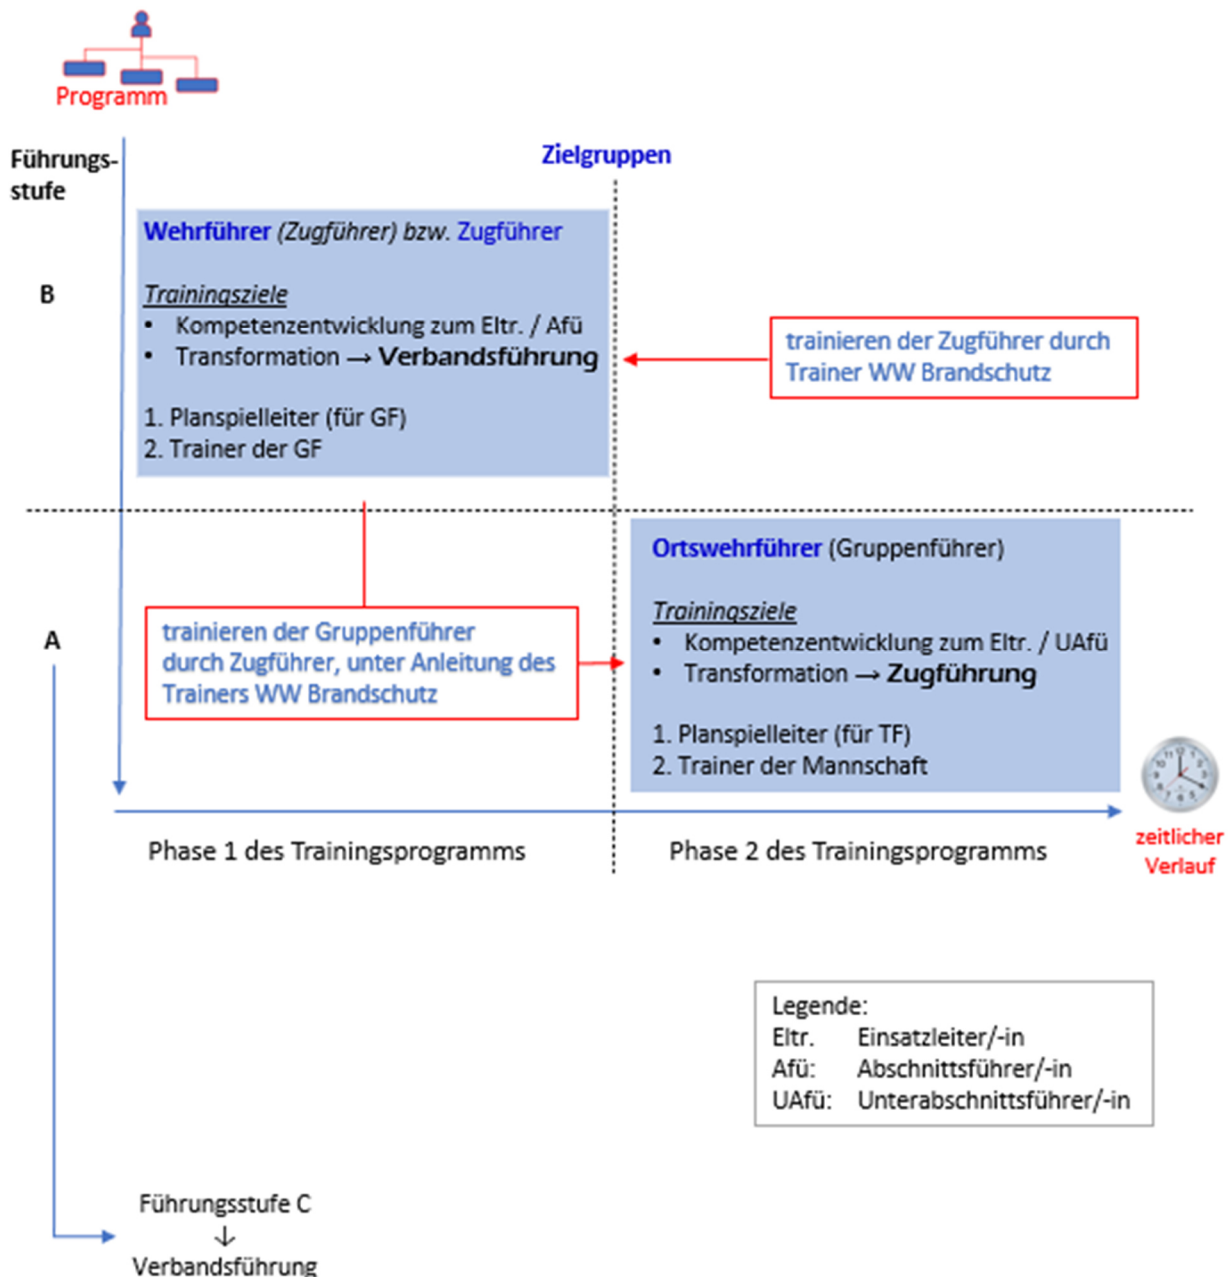 Programm
Führungs-
stufe
Zielgruppen
Wehrführer (Zugführer) bzw. Zugführer
B
Trainingsziele
• Kompetenzentwicklung zum Eltr. / Afü
• Transformation → Verbandsführung
1. Planspielleiter (für GF)
2. Trainer der GF
trainieren der Zugführer durch
Trainer WW Brandschutz
Ortswehrführer (Gruppenführer)
A
Trainingsziele
• Kompetenzentwicklung zum Eltr. / UAfü
• Transformation → Zugführung
1. Planspielleiter (für TF)
2. Trainer der Mannschaft
trainieren der Gruppenführer
durch Zugführer, unter Anleitung des
Trainers WW Brandschutz
Phase 1 des Trainingsprogramms
Phase 2 des Trainingsprogramms
zeitlicher
Verlauf
Legende:
Eltr. Einsatzleiter/-in
Afü: Abschnittsführer/-in
UAfü: Unterabschnittsführer/-in
Führungsstufe C
↓
Verbandsführung